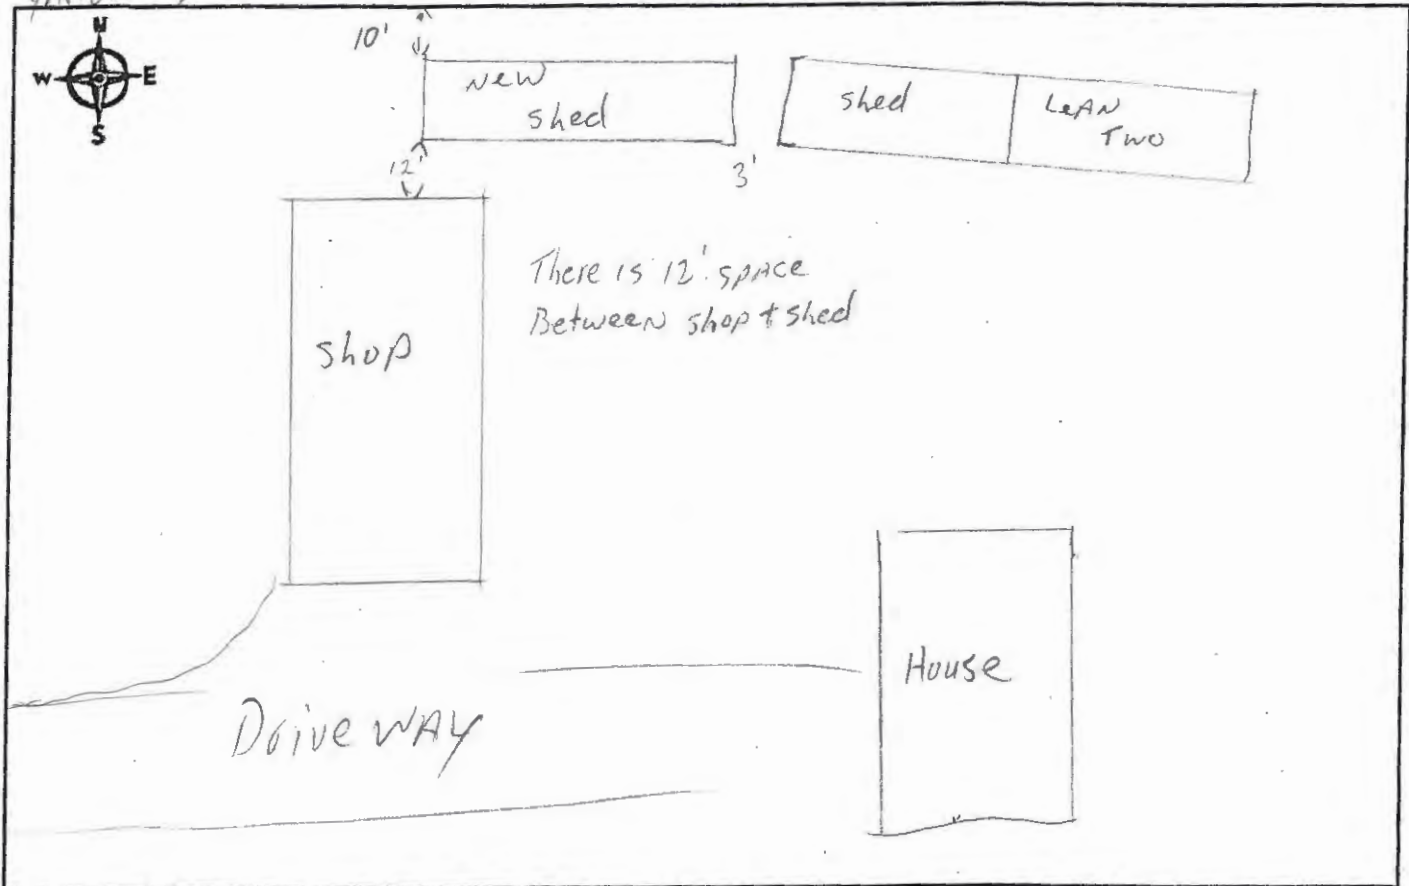 N
W E
S
10'
New
shed
shed
LeAN
Two
12'
3'
There is 12' space
Between shop + shed
shop
House
Drive WAY